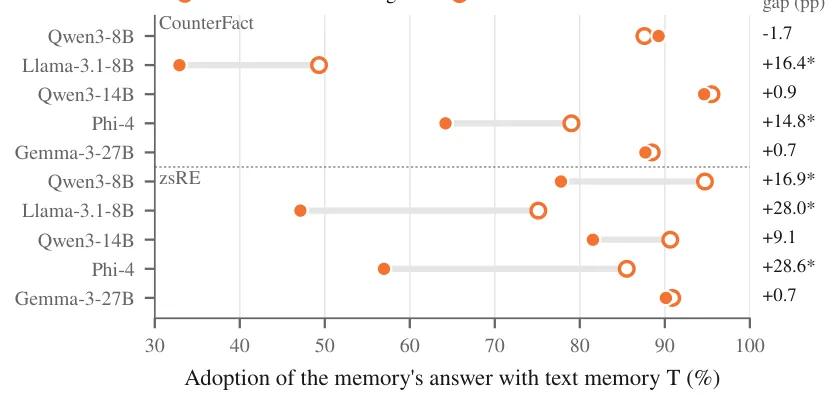 gap (pp)
CounterFact
Qwen3-8B -1.7
Llama-3.1-8B +16.4*
Qwen3-14B +0.9
Phi-4 +14.8*
Gemma-3-27B +0.7
zsRE
Qwen3-8B +16.9*
Llama-3.1-8B +28.0*
Qwen3-14B +9.1
Phi-4 +28.6*
Gemma-3-27B +0.7
30 40 50 60 70 80 90 100
Adoption of the memory's answer with text memory T (%)